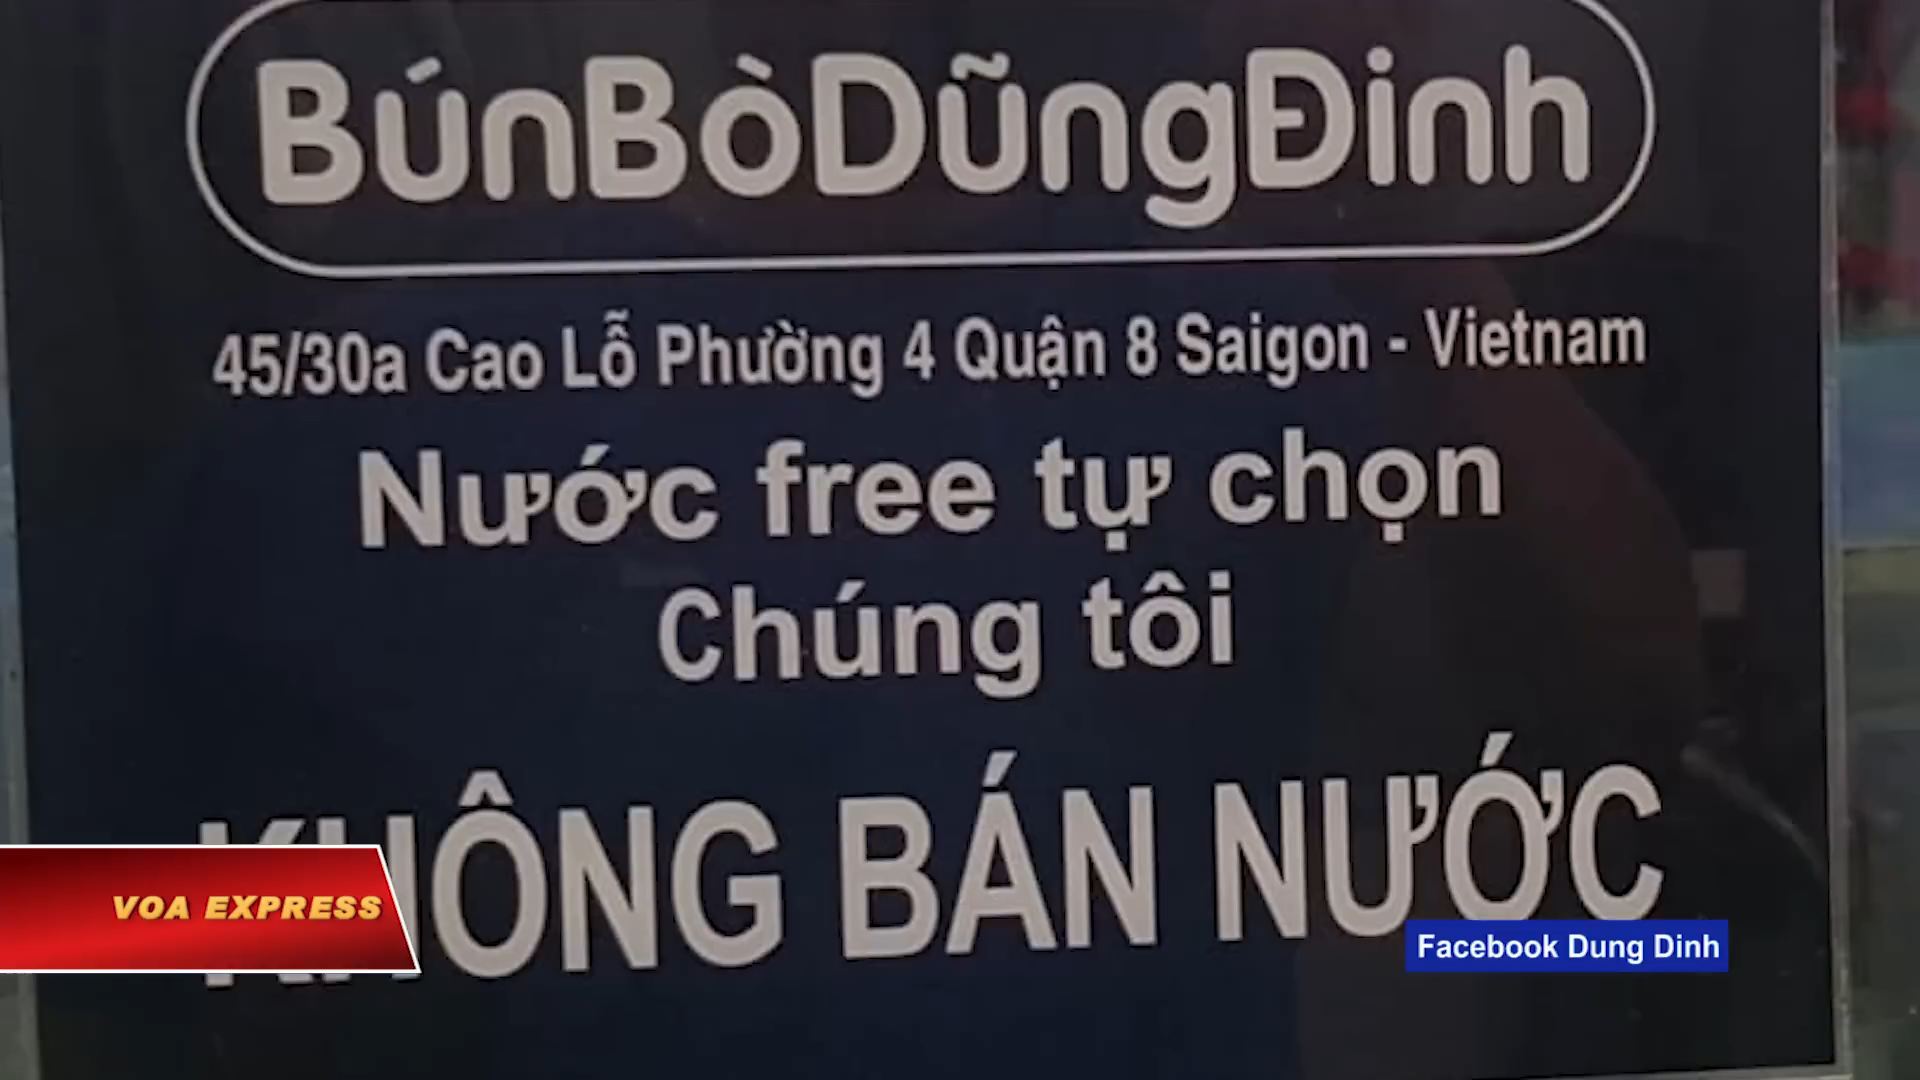 BúnBòDũngĐinh
45/30a Cao Lỗ Phường 4 Quận 8 Saigon - Vietnam
Nước free tự chọn
Chúng tôi
KHÔNG BÁN NƯỚC
VOA EXPRESS
Facebook Dung Dinh